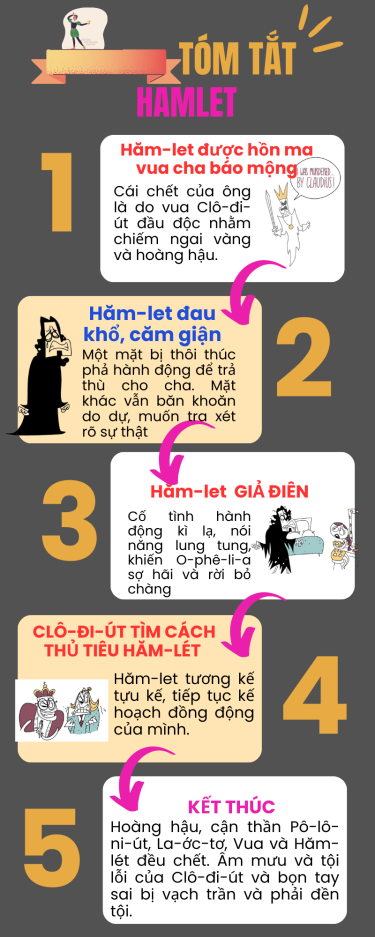 TÓM TẮT
HAMLET
1
Hăm-let được hồn ma
vua cha báo mộng
Cái chết của ông
là do vua Clô-đi-
út đầu độc nhằm
chiếm ngai vàng
và hoàng hậu.
I WAS MURDERED...
BY CLAUDIUS!
2
Hăm-let đau
khổ, căm giận
Một mặt bị thôi thúc
phả hành động để trả
thù cho cha. Mặt
khác vẫn băn khoăn
do dự, muốn tra xét
rõ sự thật
3
Hăm-let GIẢ ĐIÊN
Cố tình hành
động kì lạ, nói
năng lung tung,
khiến O-phê-li-a
sợ hãi và rời bỏ
chàng
4
CLÔ-ĐI-ÚT TÌM CÁCH
THỦ TIÊU HĂM-LÉT
Hăm-let tương kế
tựu kế, tiếp tục kế
hoạch đồng động
của mình.
5
KẾT THÚC
Hoàng hậu, cận thần Pô-lô-
ni-út, La-ớc-tơ, Vua và Hăm-
lét đều chết. Âm mưu và tội
lỗi của Clô-đi-út và bọn tay
sai bị vạch trần và phải đền
tội.